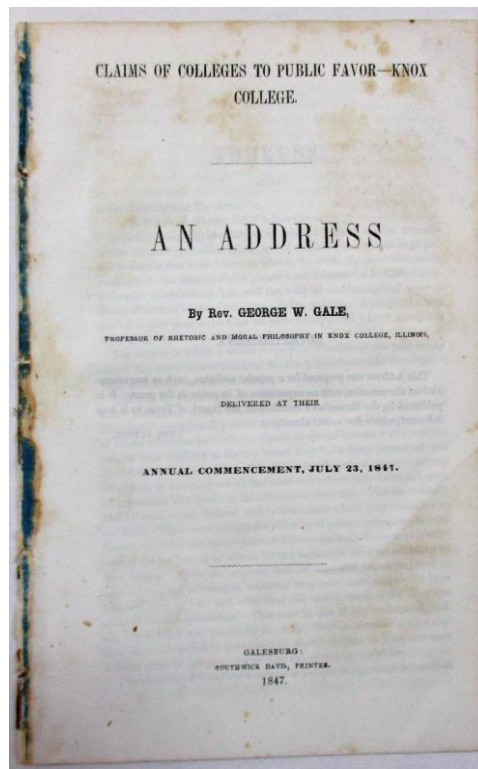 CLAIMS OF COLLEGES TO PUBLIC FAVOR—KNOX
COLLEGE.
AN ADDRESS
By Rev. GEORGE W. GALE,
PROFESSOR OF RHETORIC AND MORAL PHILOSOPHY IN KNOX COLLEGE, ILLINOIS,
DELIVERED AT THEIR
ANNUAL COMMENCEMENT, JULY 23, 1847.
GALESBURG:
SOUTHWICK DAVIS, PRINTER.
1847.